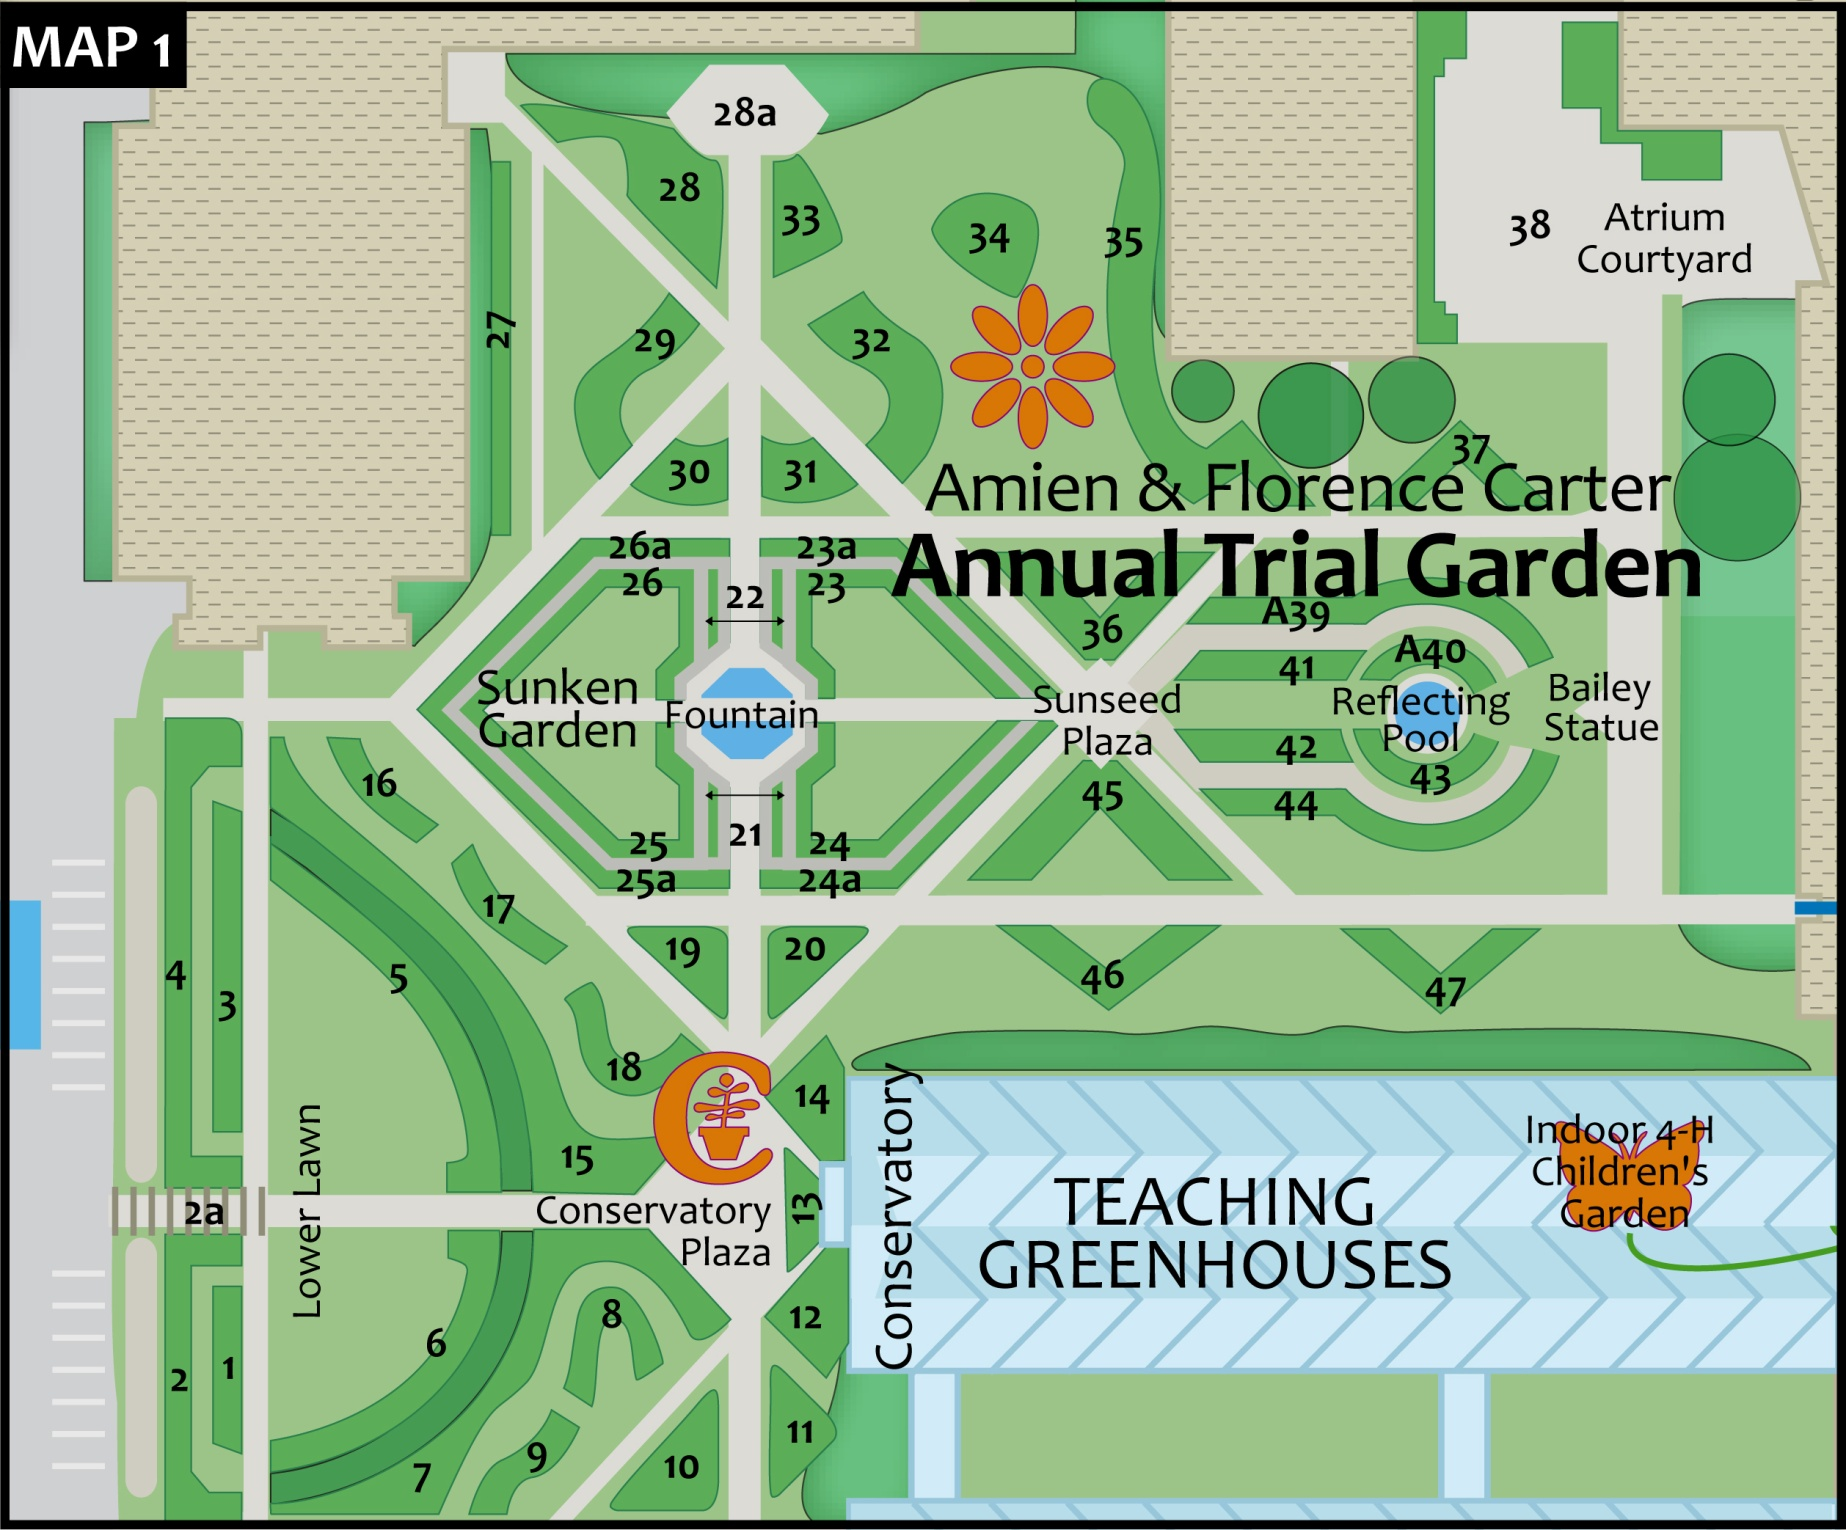 MAP 1
28a
28
33
34
35
38
Atrium
Courtyard
27
29
32
30
31
37
Amien & Florence Carter
Annual Trial Garden
26a
23a
26
23
22
36
A39
A40
41
Sunken
Garden
Fountain
Sunseed
Plaza
Reflecting
Pool
Bailey
Statue
42
43
44
45
16
25
21
24
25a
24a
17
19
20
46
47
4
3
5
18
14
15
13
2a
Lower Lawn
Conservatory
Plaza
Conservatory
TEACHING
GREENHOUSES
Indoor 4-H
Children's
Garden
8
12
6
2
1
11
9
10
7